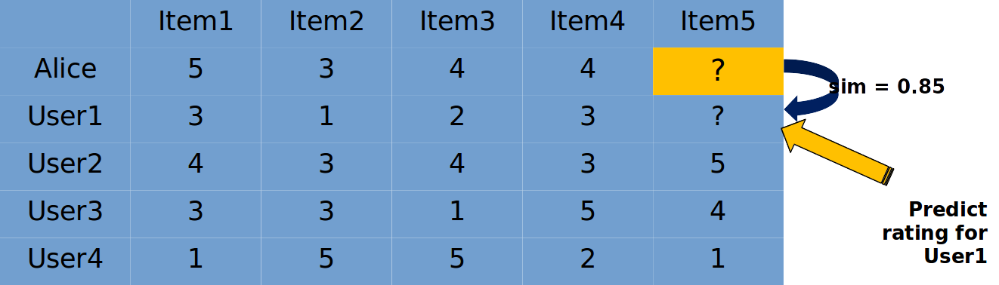 Item1 Item2 Item3 Item4 Item5
Alice 5 3 4 4 ?
sim = 0.85
User1 3 1 2 3 ?
User2 4 3 4 3 5
User3 3 3 1 5 4
Predict
rating for
User1
User4 1 5 5 2 1